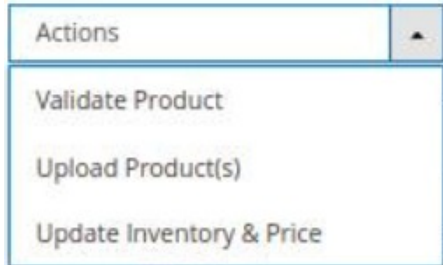 Actions
Validate Product
Upload Product(s)
Update Inventory & Price